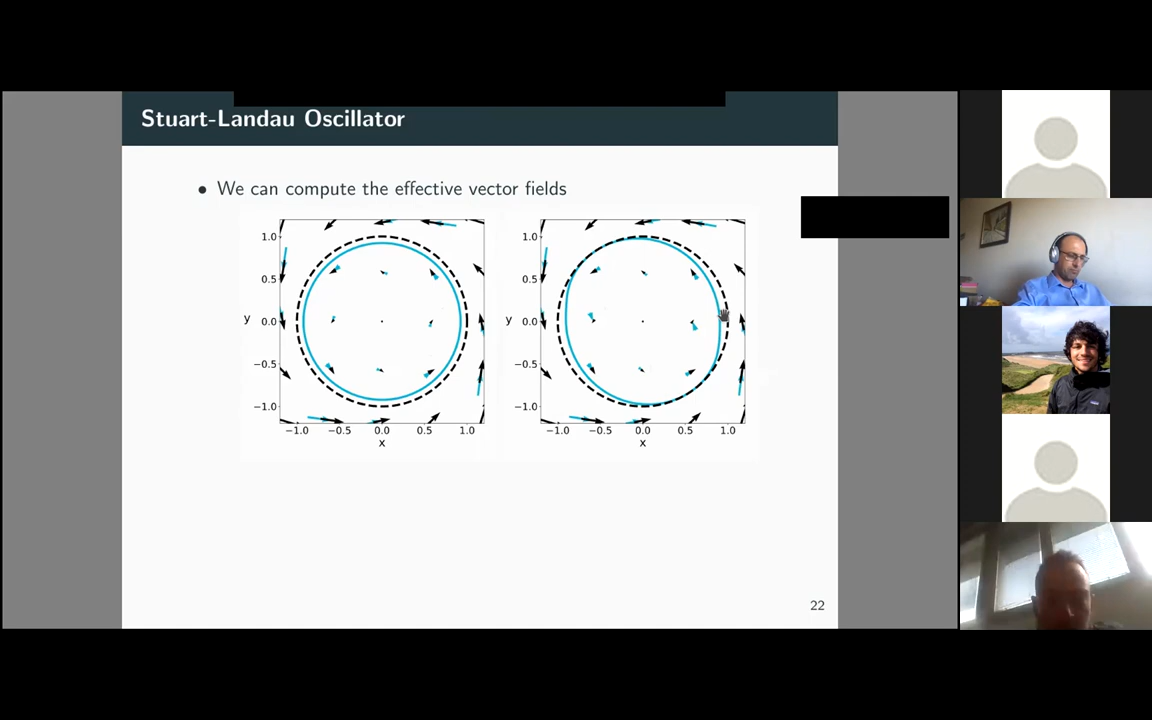 Stuart-Landau Oscillator
• We can compute the effective vector fields
1.0
0.5
y
0.0
−0.5
−1.0
−1.0 −0.5 0.0 0.5 1.0
x
1.0
0.5
y
0.0
−0.5
−1.0
−1.0 −0.5 0.0 0.5 1.0
x
22